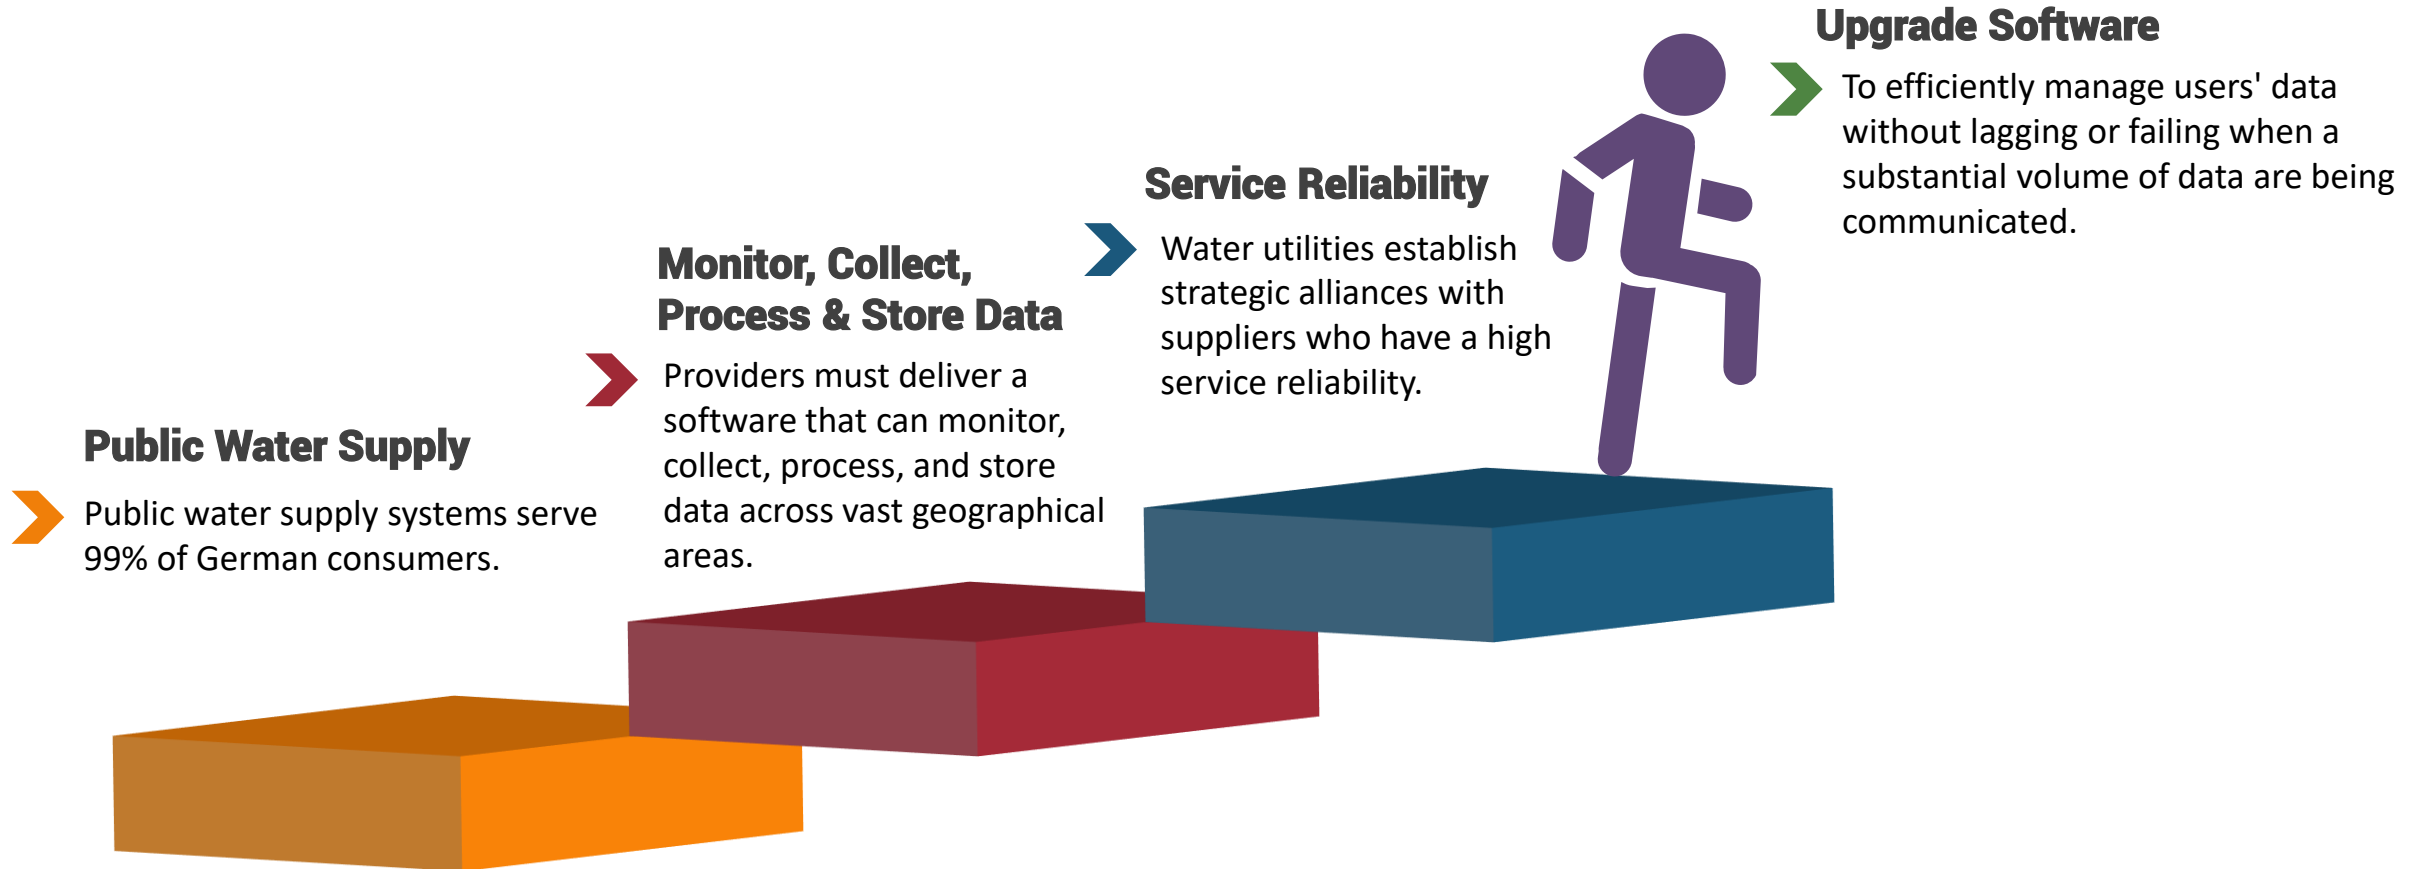 Public Water Supply
Public water supply systems serve
99% of German consumers.
Monitor, Collect,
Process & Store Data
Providers must deliver a
software that can monitor,
collect, process, and store
data across vast geographical
areas.
Service Reliability
Water utilities establish
strategic alliances with
suppliers who have a high
service reliability.
Upgrade Software
To efficiently manage users' data
without lagging or failing when a
substantial volume of data are being
communicated.